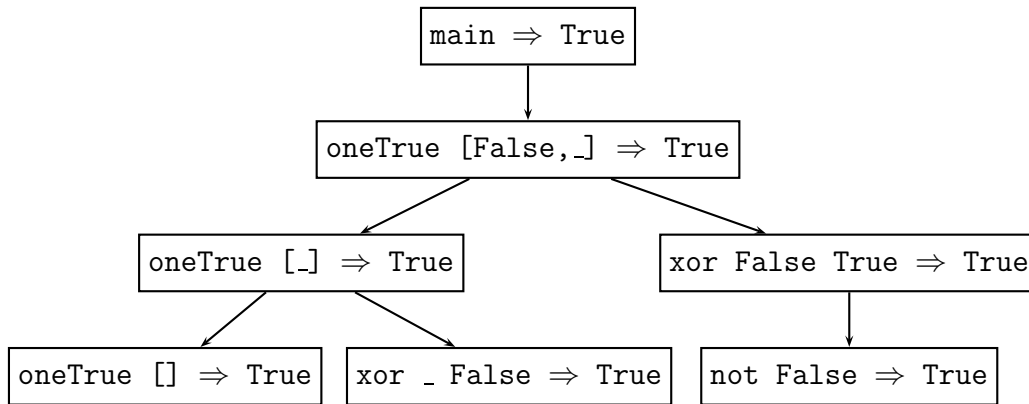 main ⇒ True
oneTrue [False,_] ⇒ True
oneTrue [_] ⇒ True
xor False True ⇒ True
oneTrue [] ⇒ True
xor _ False ⇒ True
not False ⇒ True